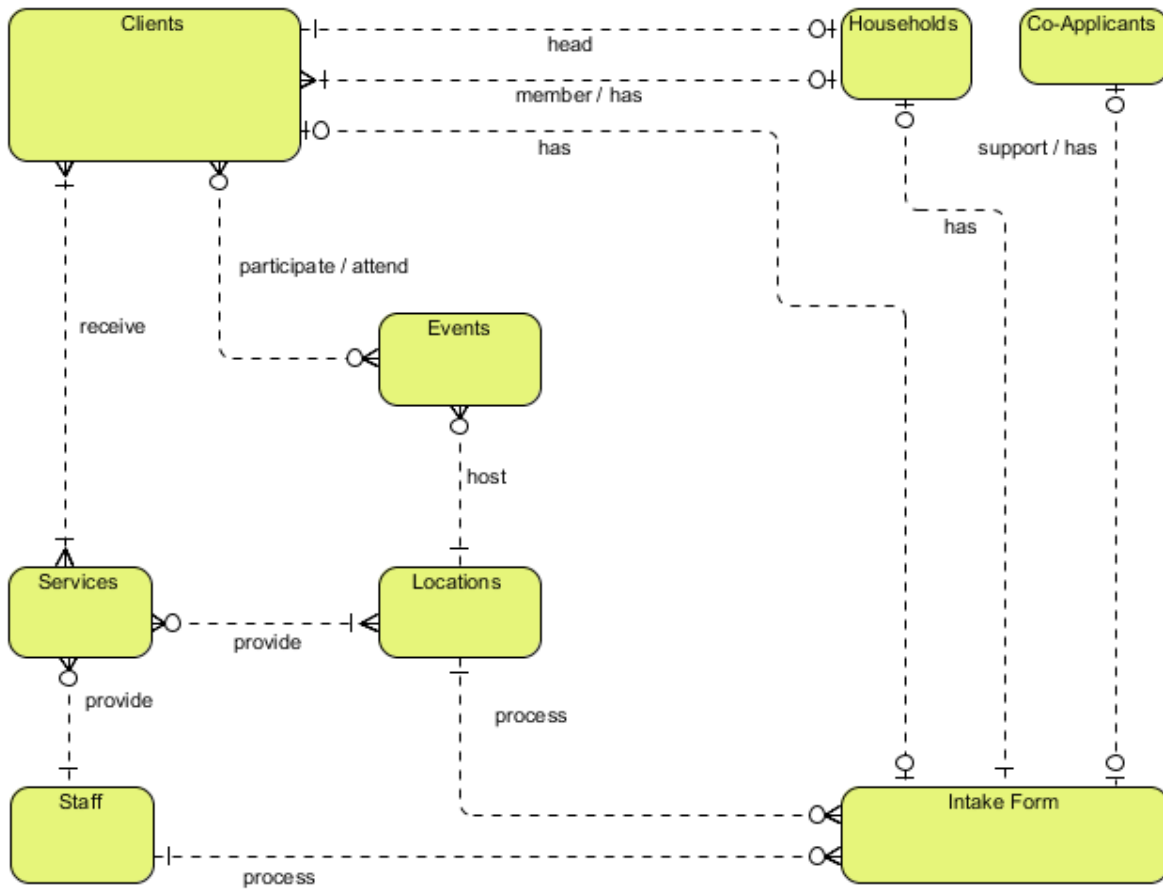 Clients
Households
Co-Applicants
head
member / has
has
support / has
has
participate / attend
receive
Events
host
Services
Locations
provide
provide
process
Staff
Intake Form
process